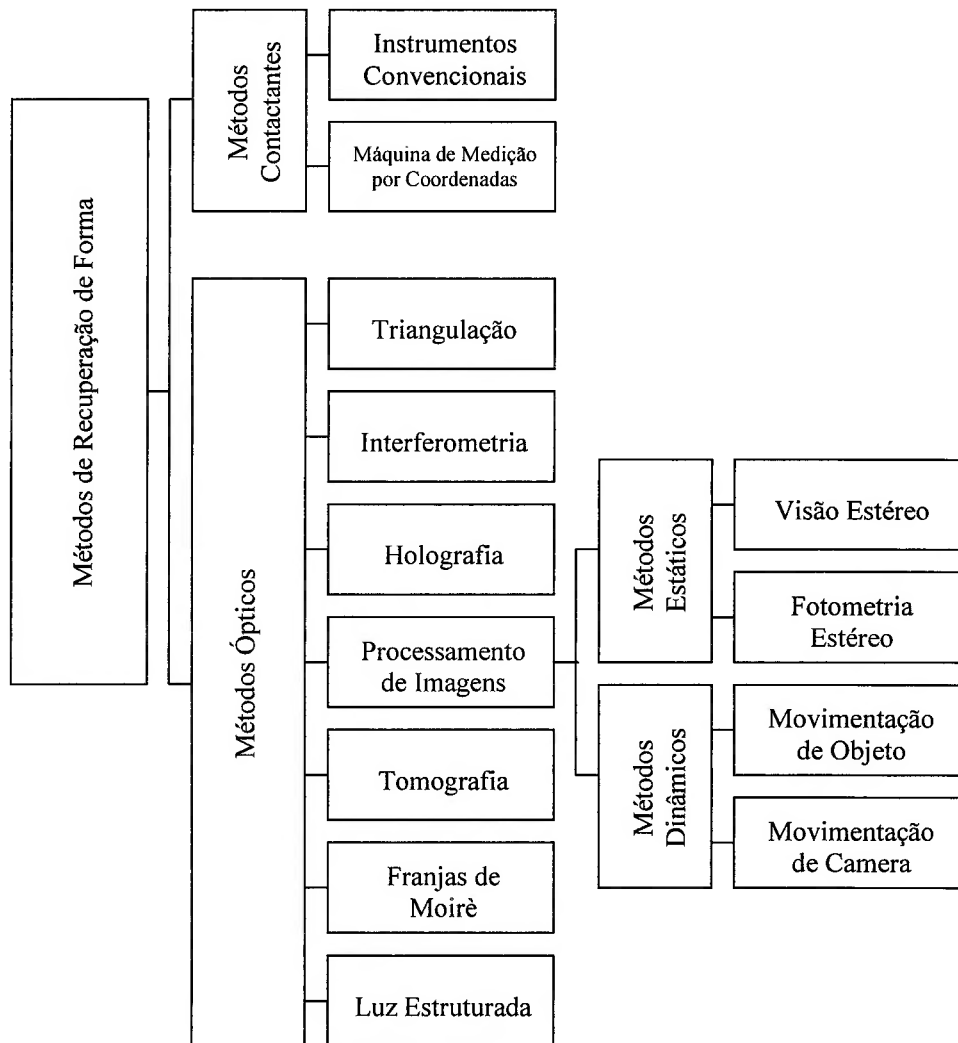 Métodos de Recuperação de Forma
Métodos
Contactantes
Instrumentos
Convencionais
Máquina de Medição
por Coordenadas
Métodos Ópticos
Triangulação
Interferometria
Holografia
Processamento
de Imagens
Métodos
Estáticos
Visão Estéreo
Fotometria
Estéreo
Métodos
Dinâmicos
Movimentação
de Objeto
Movimentação
de Camera
Tomografia
Franjas de
Moirè
Luz Estruturada